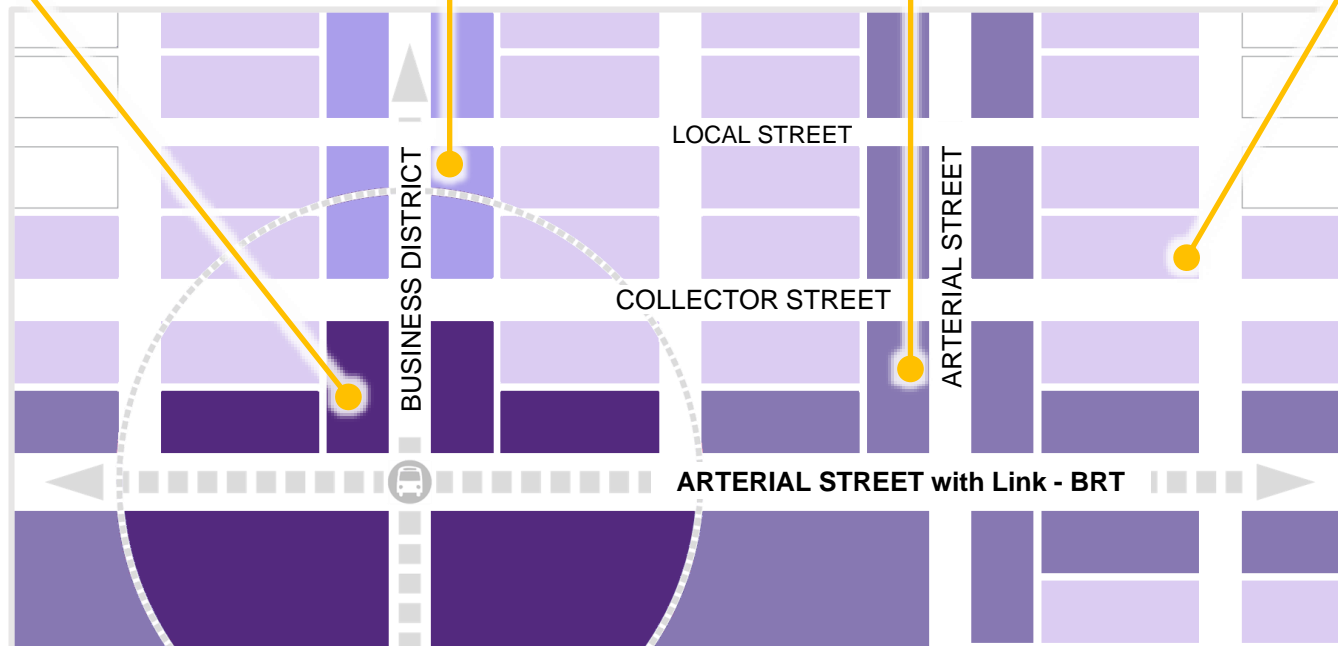 LOCAL STREET
BUSINESS DISTRICT
ARTERIAL STREET
COLLECTOR STREET
ARTERIAL STREET with Link - BRT